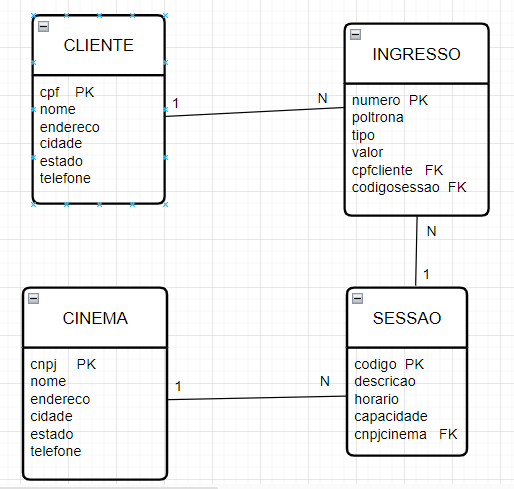 CLIENTE
cpf PK
nome
endereco
cidade
estado
telefone
1
N
INGRESSO
numero PK
poltrona
tipo
valor
cpfcliente FK
codigosessao FK
N
1
CINEMA
cnpj PK
nome
endereco
cidade
estado
telefone
1
N
SESSAO
codigo PK
descricao
horario
capacidade
cnpjcinema FK